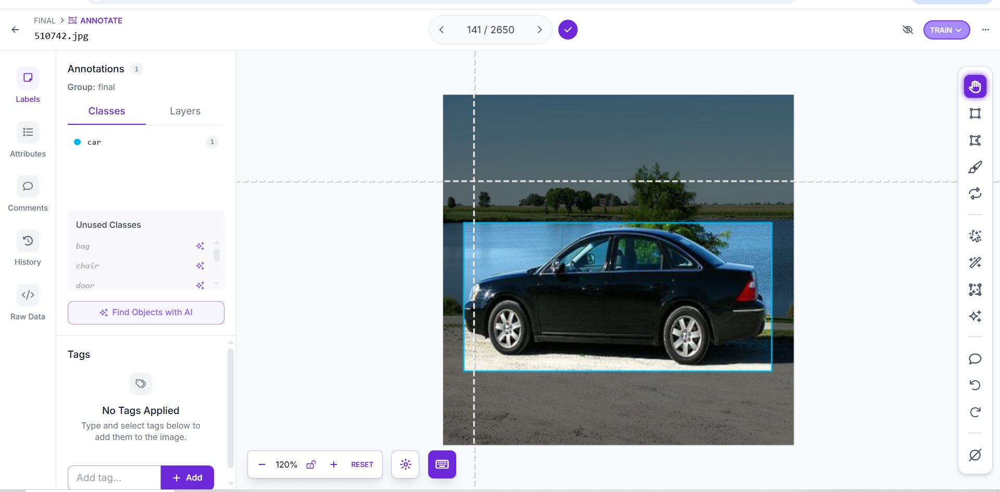 FINAL > ANNOTATE
510742.jpg
141 / 2650
TRAIN
Labels
Attributes
Comments
History
Raw Data
Annotations 1
Group: final
Classes Layers
car 1
Unused Classes
bag
chair
door
Find Objects with AI
Tags
No Tags Applied
Type and select tags below to
add them to the image.
Add tag...
+ Add
120%
RESET